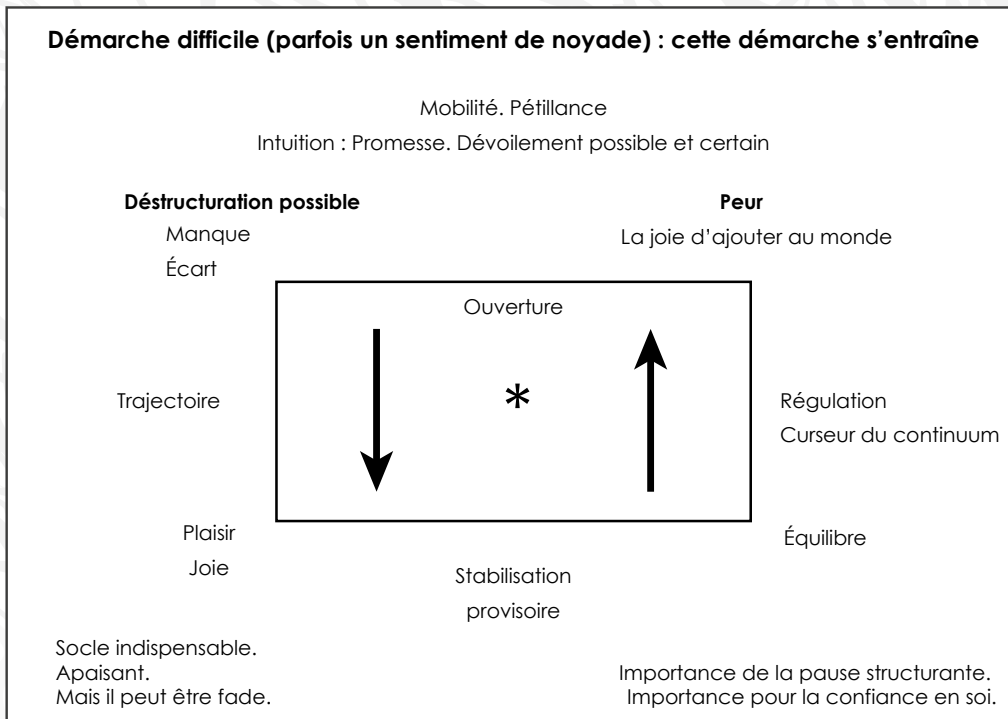 Démarche difficile (parfois un sentiment de noyade) : cette démarche s'entraîne
Mobilité. Pétillance
Intuition : Promesse. Dévoilement possible et certain
Déstructuration possible
Manque
Écart
Peur
La joie d'ajouter au monde
Ouverture
Trajectoire
*
Régulation
Curseur du continuum
Plaisir
Joie
Équilibre
Stabilisation
provisoire
Socle indispensable.
Apaisant.
Mais il peut être fade.
Importance de la pause structurante.
Importance pour la confiance en soi.